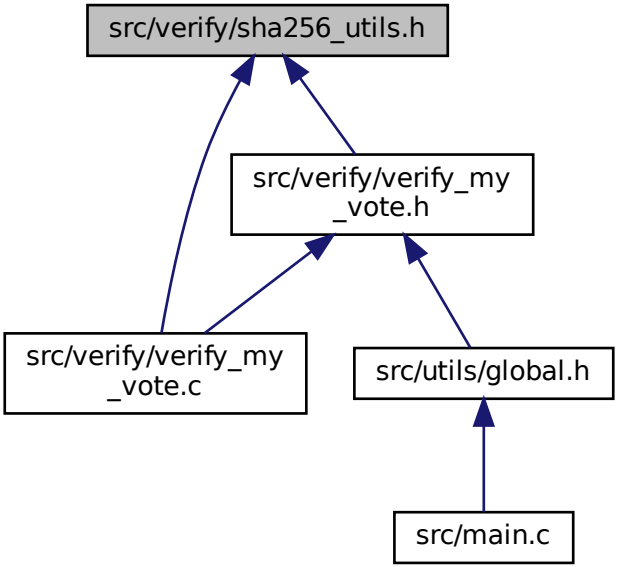 src/verify/sha256_utils.h
src/verify/verify_my
_vote.h
src/verify/verify_my
_vote.c
src/utils/global.h
src/main.c